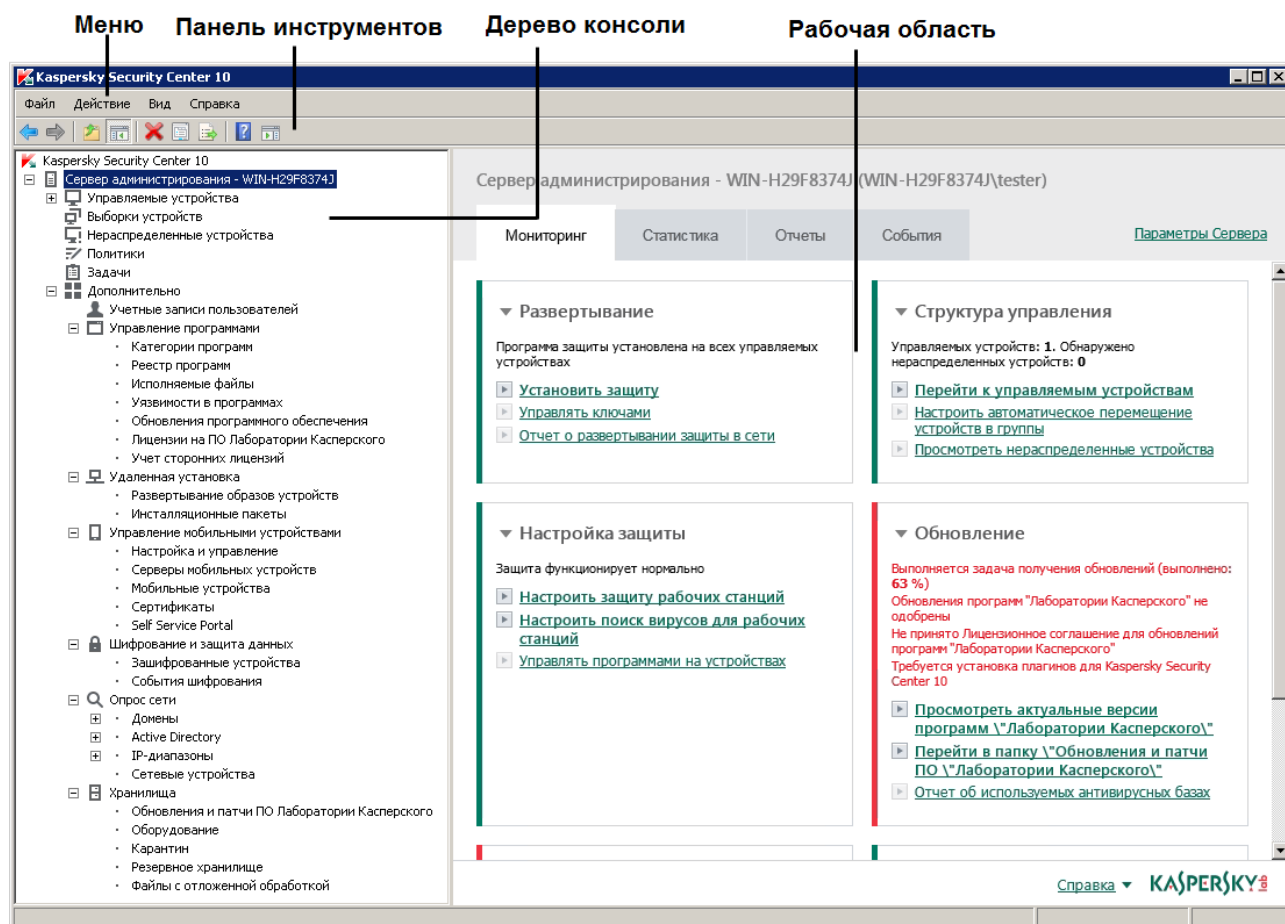 Меню
Панель инструментов
Дерево консоли
Рабочая область
Kaspersky Security Center 10
Файл Действие Вид Справка
Kaspersky Security Center 10
Сервер администрирования - WIN-H29F8374J
Управляемые устройства
Выборки устройств
Нераспределенные устройства
Политики
Задачи
Дополнительно
Учетные записи пользователей
Управление программами
Категории программ
Реестр программ
Исполняемые файлы
Уязвимости в программах
Обновления программного обеспечения
Лицензии на ПО Лаборатории Касперского
Учет сторонних лицензий
Удаленная установка
Развертывание образов устройств
Инсталляционные пакеты
Управление мобильными устройствами
Настройка и управление
Серверы мобильных устройств
Мобильные устройства
Сертификаты
Self Service Portal
Шифрование и защита данных
Зашифрованные устройства
События шифрования
Опрос сети
Домены
Active Directory
IP-диапазоны
Сетевые устройства
Хранилища
Обновления и патчи ПО Лаборатории Касперского
Оборудование
Карантин
Резервное хранилище
Файлы с отложенной обработкой
Сервер администрирования - WIN-H29F8374J (WIN-H29F8374J\tester)
Мониторинг Статистика Отчеты События Параметры Сервера
Развертывание
Программа защиты установлена на всех управляемых
устройствах
Установить защиту
Управлять ключами
Отчет о развертывании защиты в сети
Структура управления
Управляемых устройств: 1. Обнаружено
нераспределенных устройств: 0
Перейти к управляемым устройствам
Настроить автоматическое перемещение
устройств в группы
Просмотреть нераспределенные устройства
Настройка защиты
Защита функционирует нормально
Настроить защиту рабочих станций
Настроить поиск вирусов для рабочих
станций
Управлять программами на устройствах
Обновление
Выполняется задача получения обновлений (выполнено:
63 %)
Обновления программ "Лаборатории Касперского" не
одобрены
Не принято Лицензионное соглашение для обновлений
программ "Лаборатории Касперского"
Требуется установка плагинов для Kaspersky Security
Center 10
Просмотреть актуальные версии
программ \"Лаборатории Касперского\"
Перейти в папку \"Обновления и патчи
ПО \"Лаборатории Касперского\"
Отчет об используемых антивирусных базах
Справка
KASPERSKY lab